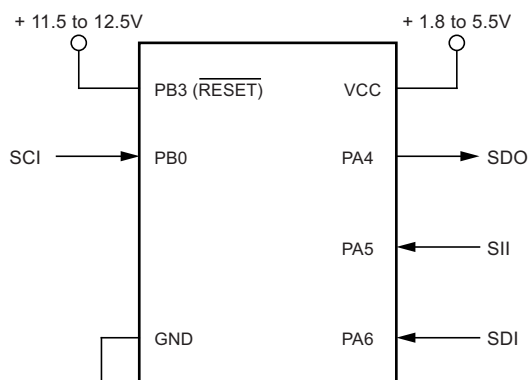 + 11.5 to 12.5V + 1.8 to 5.5V
PB3 (RESET) VCC
SCI PB0 PA4 SDO
PA5 SII
GND PA6 SDI